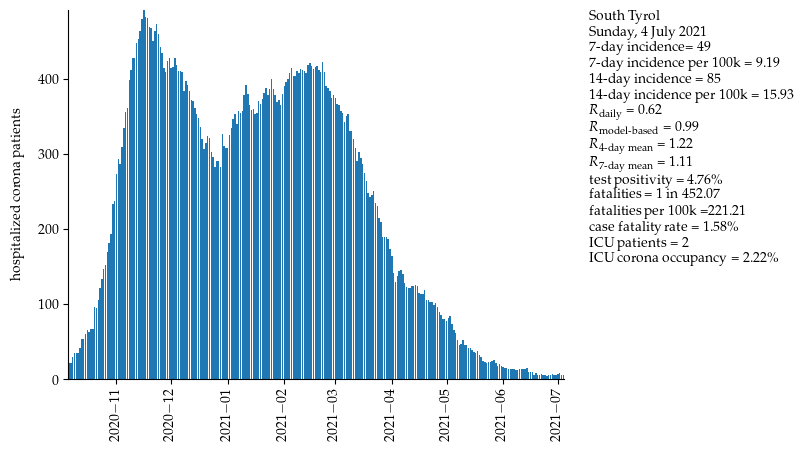 South Tyrol
Sunday, 4 July 2021
7-day incidence= 49
7-day incidence per 100k = 9.19
14-day incidence = 85
14-day incidence per 100k = 15.93
R_daily = 0.62
R_model-based = 0.99
R_4-day mean = 1.22
R_7-day mean = 1.11
test positivity = 4.76%
fatalities = 1 in 452.07
fatalities per 100k =221.21
case fatality rate = 1.58%
ICU patients = 2
ICU corona occupancy = 2.22%
hospitalized corona patients
400
300
200
100
0
2020−11
2020−12
2021−01
2021−02
2021−03
2021−04
2021−05
2021−06
2021−07